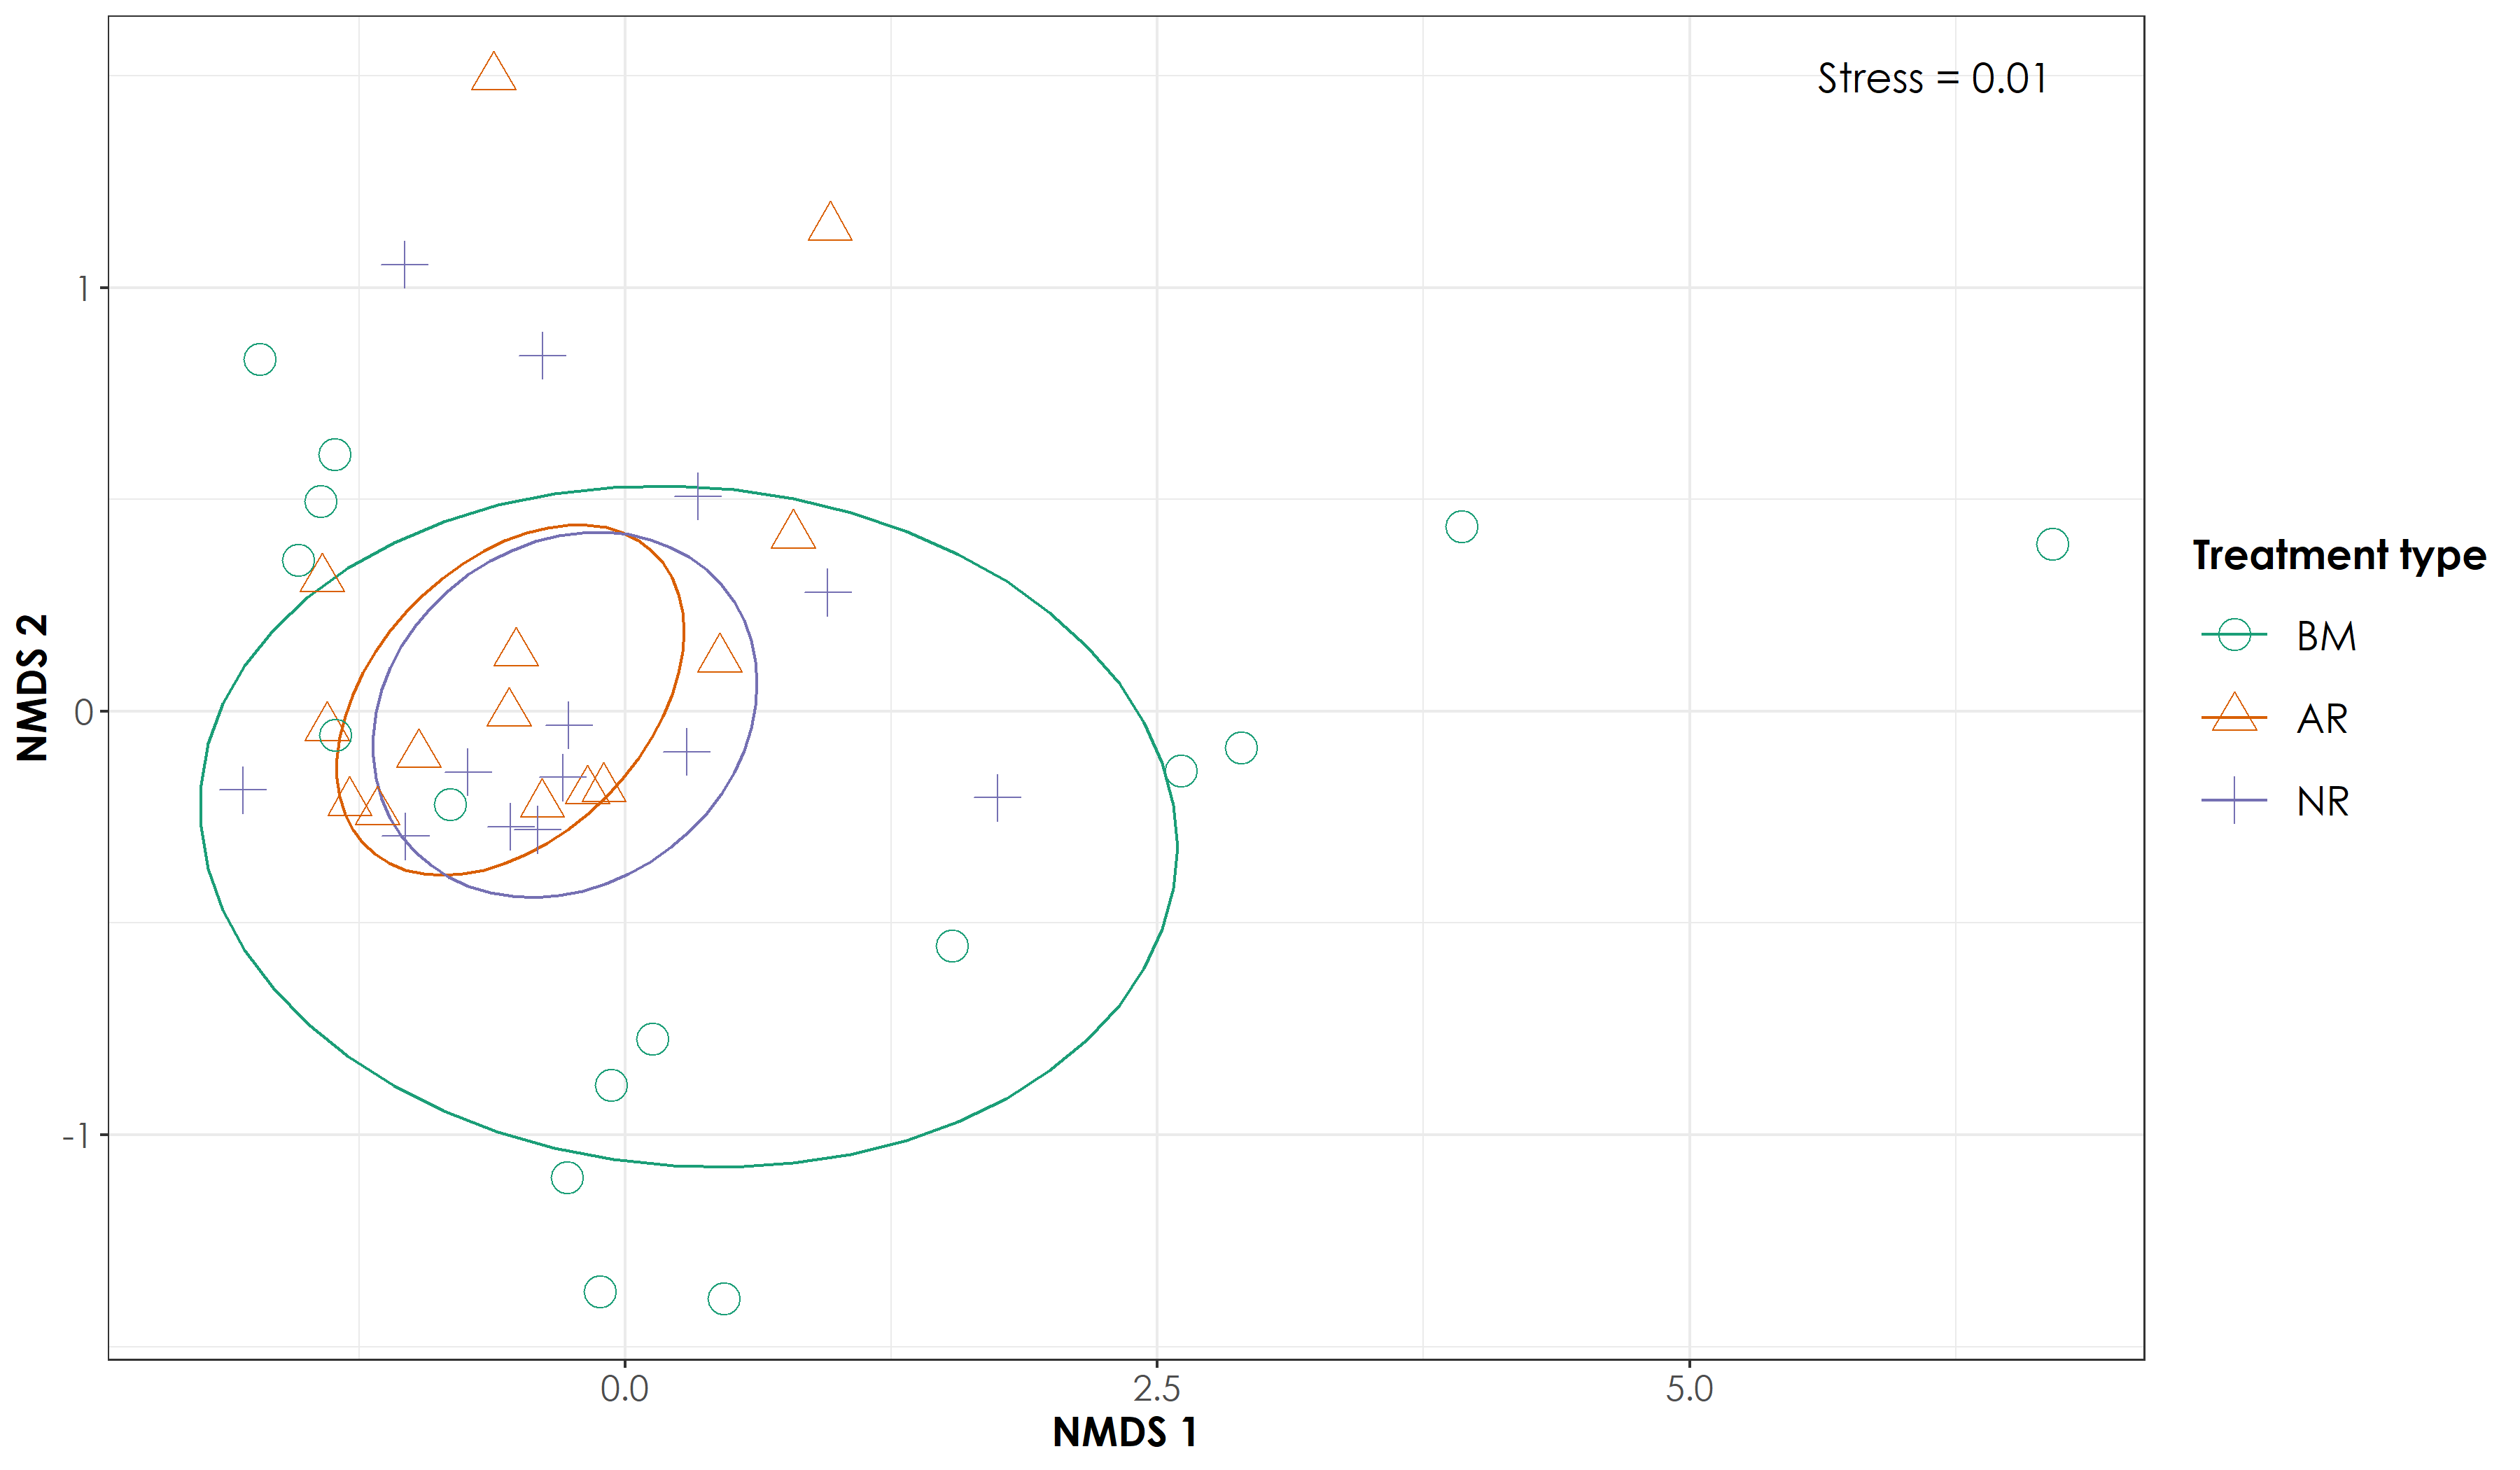 Stress = 0.01
1
0
-1
NMDS 2
0.0
2.5
5.0
NMDS 1
Treatment type
BM
AR
NR